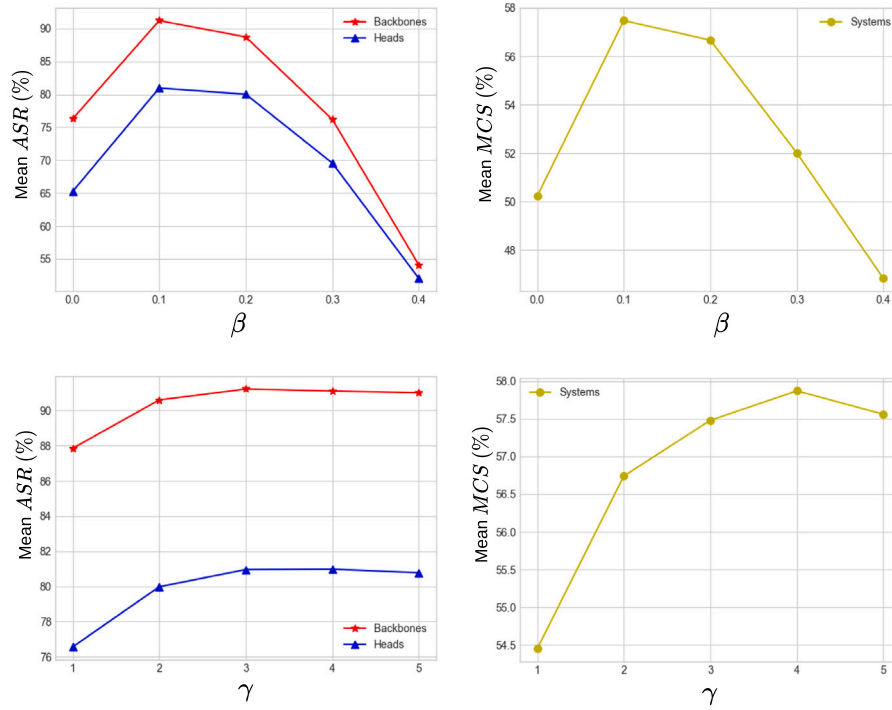 Mean ASR (%)
90
85
80
75
70
65
60
55
Backbones
Heads
0.0 0.1 0.2 0.3 0.4
β
Mean MCS (%)
58
56
54
52
50
48
Systems
0.0 0.1 0.2 0.3 0.4
β
Mean ASR (%)
90
88
86
84
82
80
78
76
Backbones
Heads
1 2 3 4 5
γ
Mean MCS (%)
58.0
57.5
57.0
56.5
56.0
55.5
55.0
54.5
Systems
1 2 3 4 5
γ